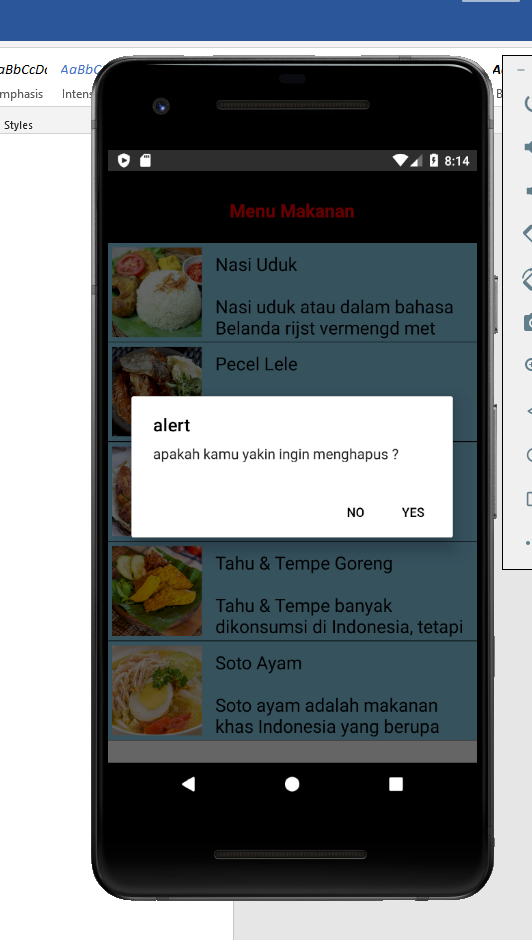 aBbCcDc AaBbC
mphasis Intens
Styles
8:14
Menu Makanan
Nasi Uduk
Nasi uduk atau dalam bahasa
Belanda rijst vermengd met
Pecel Lele
alert
apakah kamu yakin ingin menghapus ?
NO YES
Tahu & Tempe Goreng
Tahu & Tempe banyak
dikonsumsi di Indonesia, tetapi
Soto Ayam
Soto ayam adalah makanan
khas Indonesia yang berupa